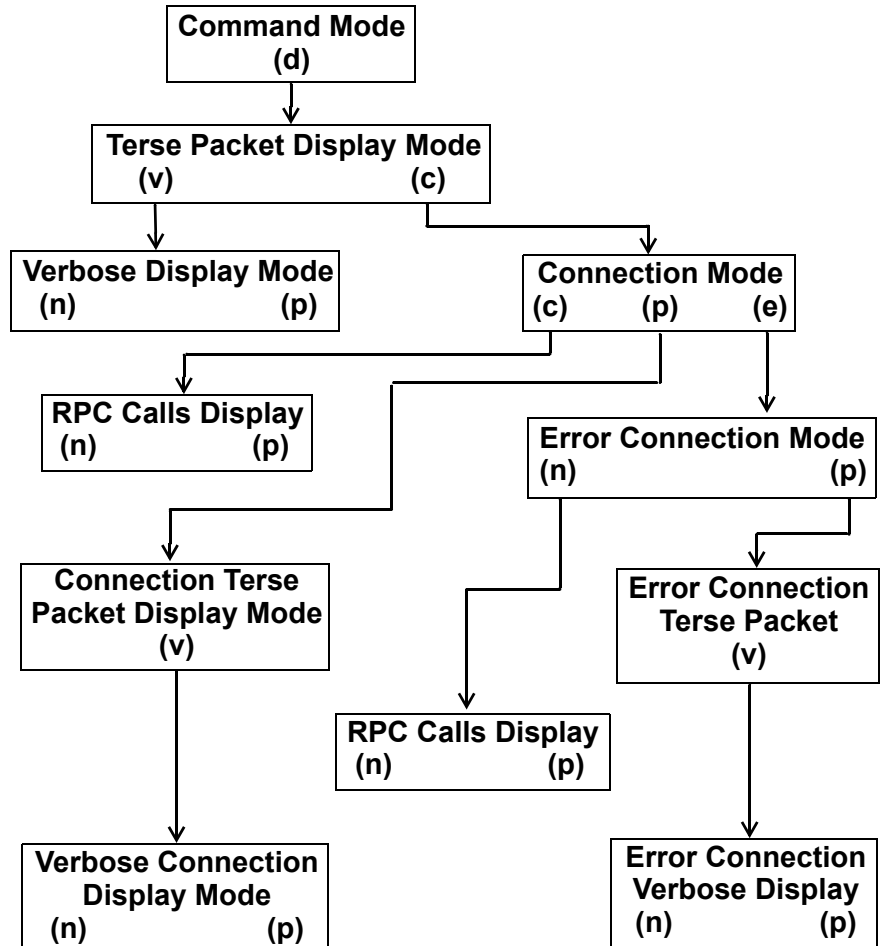 Command Mode
(d)
Terse Packet Display Mode
(v) (c)
Verbose Display Mode
(n) (p)
Connection Mode
(c) (p) (e)
RPC Calls Display
(n) (p)
Error Connection Mode
(n) (p)
Connection Terse
Packet Display Mode
(v)
Error Connection
Terse Packet
(v)
RPC Calls Display
(n) (p)
Verbose Connection
Display Mode
(n) (p)
Error Connection
Verbose Display
(n) (p)